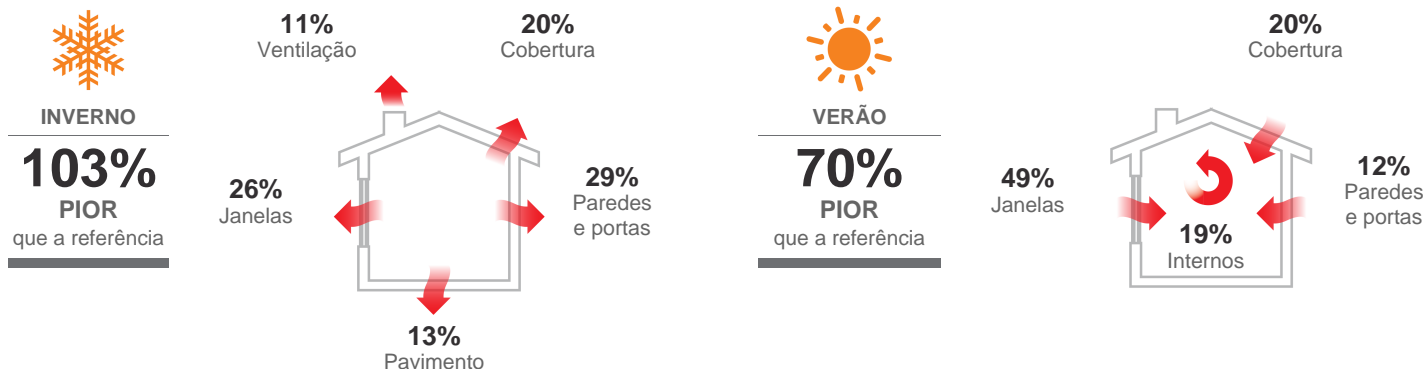 INVERNO
103%
PIOR
que a referência
11%
Ventilação
20%
Cobertura
26%
Janelas
29%
Paredes
e portas
13%
Pavimento
VERÃO
70%
PIOR
que a referência
20%
Cobertura
49%
Janelas
12%
Paredes
e portas
19%
Internos